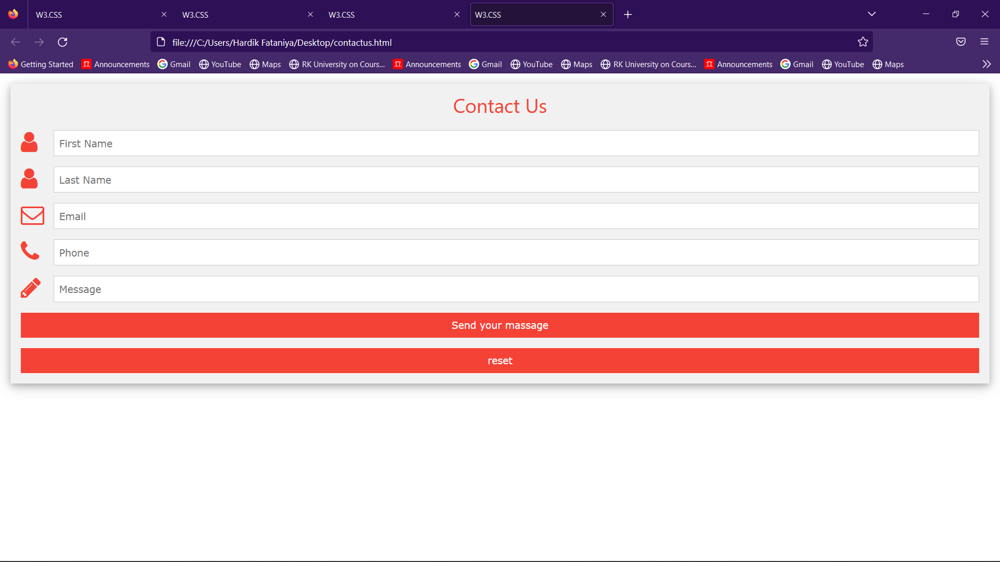 W3.CSS W3.CSS W3.CSS W3.CSS
file:///C:/Users/Hardik Fataniya/Desktop/contactus.html
Getting Started Announcements Gmail YouTube Maps RK University on Cours... Announcements Gmail YouTube Maps RK University on Cours... Announcements Gmail YouTube Maps
Contact Us
First Name
Last Name
Email
Phone
Message
Send your massage
reset